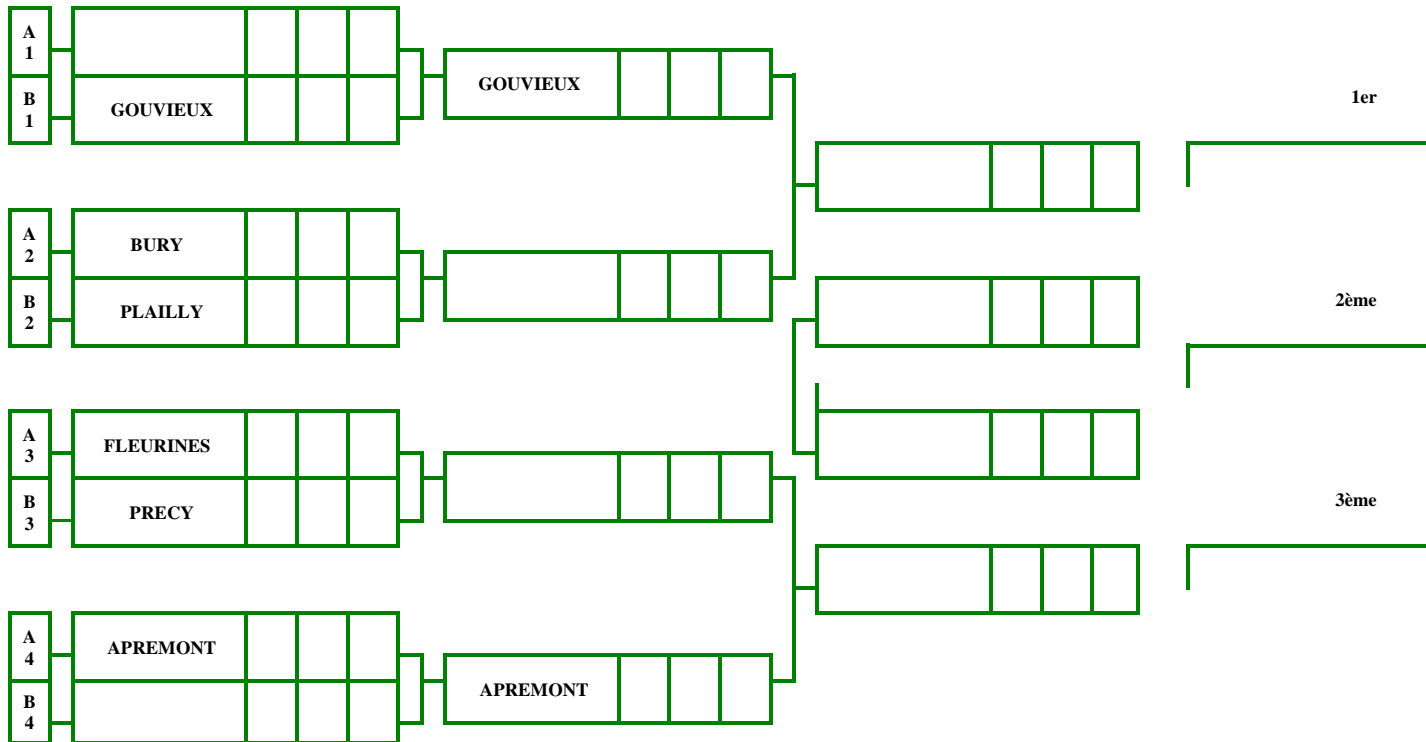 A
1
B
1
GOUVIEUX
GOUVIEUX
1er
A
2
BURY
B
2
PLAILLY
2ème
A
3
FLEURINES
B
3
PRECY
3ème
A
4
APREMONT
B
4
APREMONT